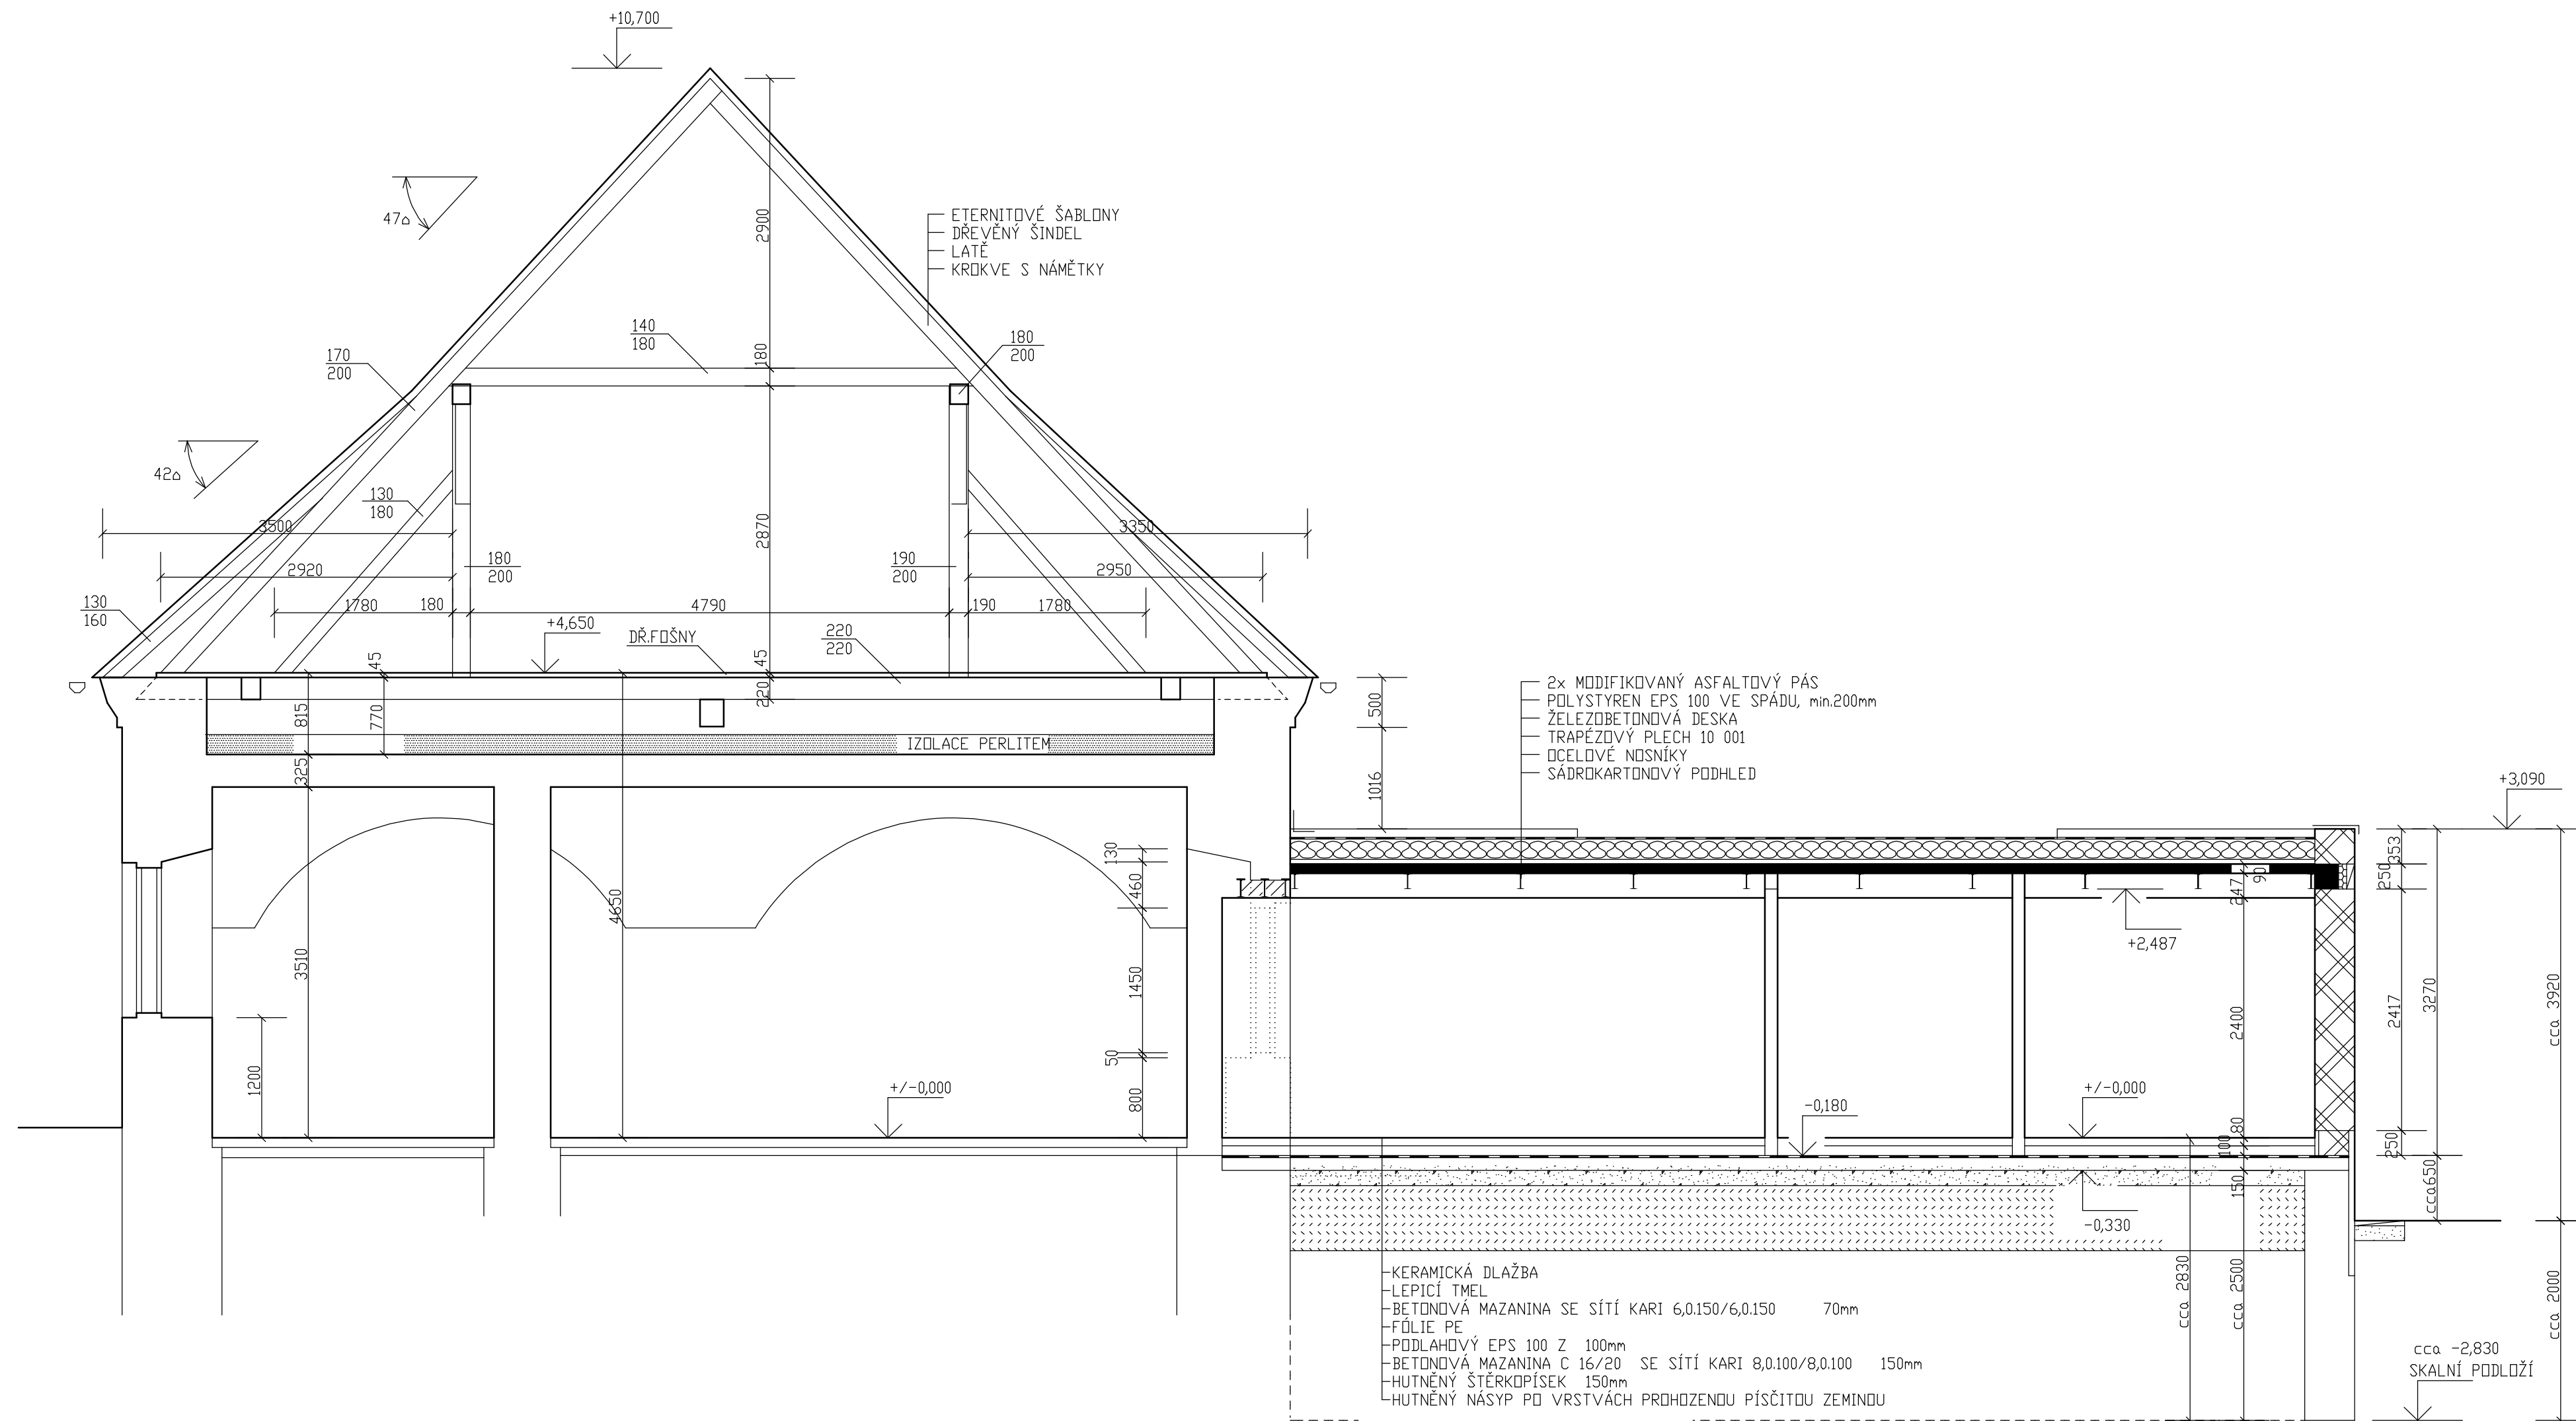 +10,700
47°
2900
ETERNITOVÉ ŠABLONY
DŘEVĚNÝ ŠINDEL
LATĚ
KROKVE S NÁMĚTKY
140
180
180
180
200
170
200
42°
130
180
3500
3350
2870
2920
180
200
190
200
2950
130
160
1780
180
4790
190
1780
+4,650
DŘ.FOŠNY
220
220
45
45
220
815
770
325
IZOLACE PERLITEM
500
1016
2x MODIFIKOVANÝ ASFALTOVÝ PÁS
POLYSTYREN EPS 100 VE SPÁDU, min.200mm
ŽELEZOBETONOVÁ DESKA
TRAPÉZOVÝ PLECH 10 001
OCELOVÉ NOSNÍKY
SÁDROKARTONOVÝ PODHLED
+3,090
130
460
4650
3510
1450
50
800
1200
+/-0,000
247
90
250
353
+2,487
2400
2417
3270
cca 3920
-0,180
+/-0,000
80
100
150
250
cca650
-0,330
cca 2830
cca 2500
cca 2000
KERAMICKÁ DLAŽBA
LEPICÍ TMEL
BETONOVÁ MAZANINA SE SÍTÍ KARI 6,0.150/6,0.150 70mm
FÓLIE PE
PODLAHOVÝ EPS 100 Z 100mm
BETONOVÁ MAZANINA C 16/20 SE SÍTÍ KARI 8,0.100/8,0.100 150mm
HUTNĚNÝ ŠTĚRKOPÍSEK 150mm
HUTNĚNÝ NÁSYP PO VRSTVÁCH PROHOZENOU PÍSČITOU ZEMINOU
cca -2,830
SKALNÍ PODLOŽÍ